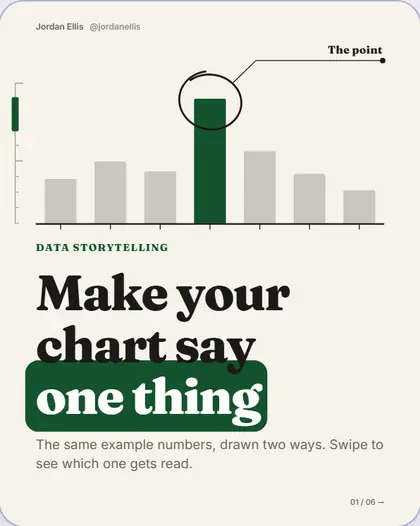 Jordan Ellis @jordanellis
The point
DATA STORYTELLING
Make your
chart say
one thing
The same example numbers, drawn two ways. Swipe to
see which one gets read.
01 / 06 →